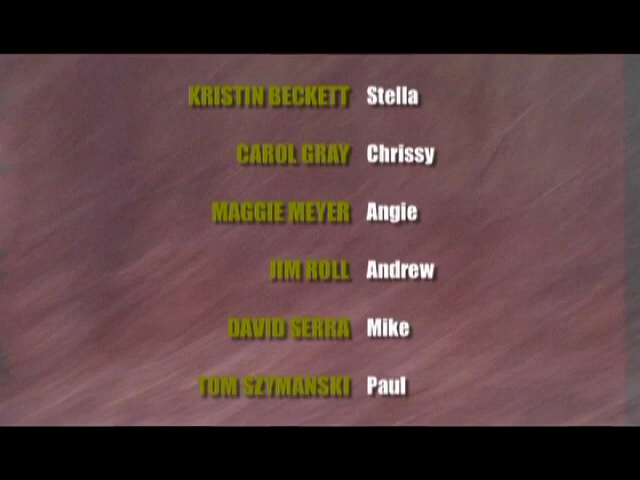 KRISTIN BECKETT Stella
CAROL GRAY Chrissy
MAGGIE MEYER Angie
JIM ROLL Andrew
DAVID SERRA Mike
TOM SZYMANSKI Paul